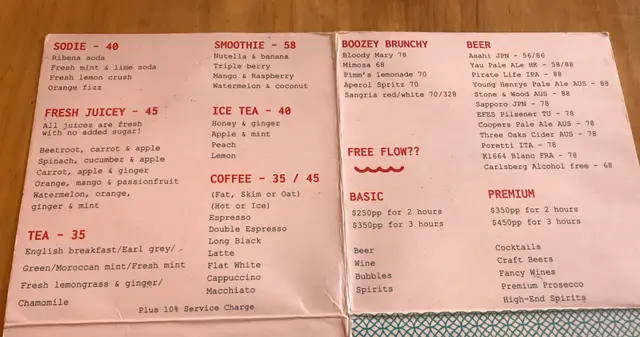 SODIE - 40
Ribena soda
Fresh mint & lime soda
Fresh lemon crush
Orange fizz
FRESH JUICEY - 45
All juices are fresh
with no added sugar!
Beetroot, carrot & apple
Spinach, cucumber & apple
Carrot, apple & ginger
Orange, mango & passionfruit
Watermelon, orange,
ginger & mint
TEA - 35
English breakfast/Earl grey/
Green/Moroccan mint/Fresh mint
Fresh lemongrass & ginger/
Chamomile
SMOOTHIE - 58
Nutella & banana
Triple berry
Mango & Raspberry
Watermelon & coconut
ICE TEA - 40
Honey & ginger
Apple & mint
Peach
Lemon
COFFEE - 35 / 45
(Fat, Skim or Oat)
(Hot or Ice)
Espresso
Double Espresso
Long Black
Latte
Flat White
Cappuccino
Macchiato
Plus 10% Service Charge
BOOZEY BRUNCHY
Bloody Mary 78
Mimosa 68
Pimm's lemonade 70
Aperol Spritz 70
Sangria red/white 70/328
BEER
Asahi JPN - 56/86
Yau Pale Ale HK - 58/88
Pirate Life IPA - 88
Young Henrys Pale Ale AUS - 88
Stone & Wood AUS - 88
Sapporo JPN - 78
EFES Pilsener TU - 78
Coopers Pale Ale AUS - 78
Three Oaks Cider AUS - 78
Poretti ITA - 78
K1664 Blanc FRA - 78
Carlsberg Alcohol free - 68
FREE FLOW??
BASIC
$250pp for 2 hours
$350pp for 3 hours
Beer
Wine
Bubbles
Spirits
PREMIUM
$350pp for 2 hours
$450pp for 3 hours
Cocktails
Craft Beers
Fancy Wines
Premium Prosecco
High-End Spirits